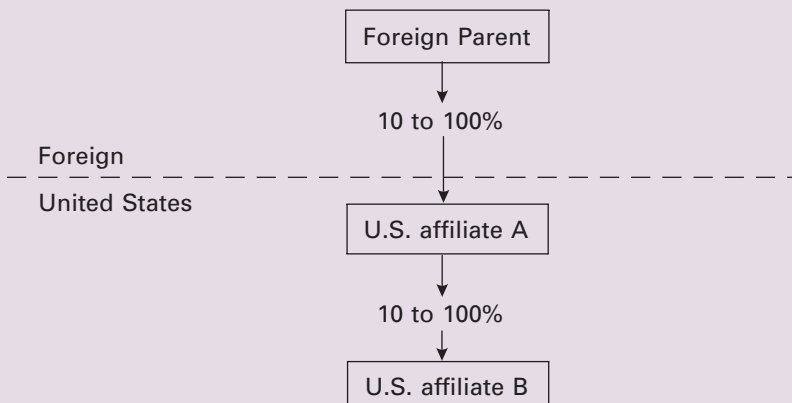 Foreign Parent
10 to 100%
Foreign
United States
U.S. affiliate A
10 to 100%
U.S. affiliate B